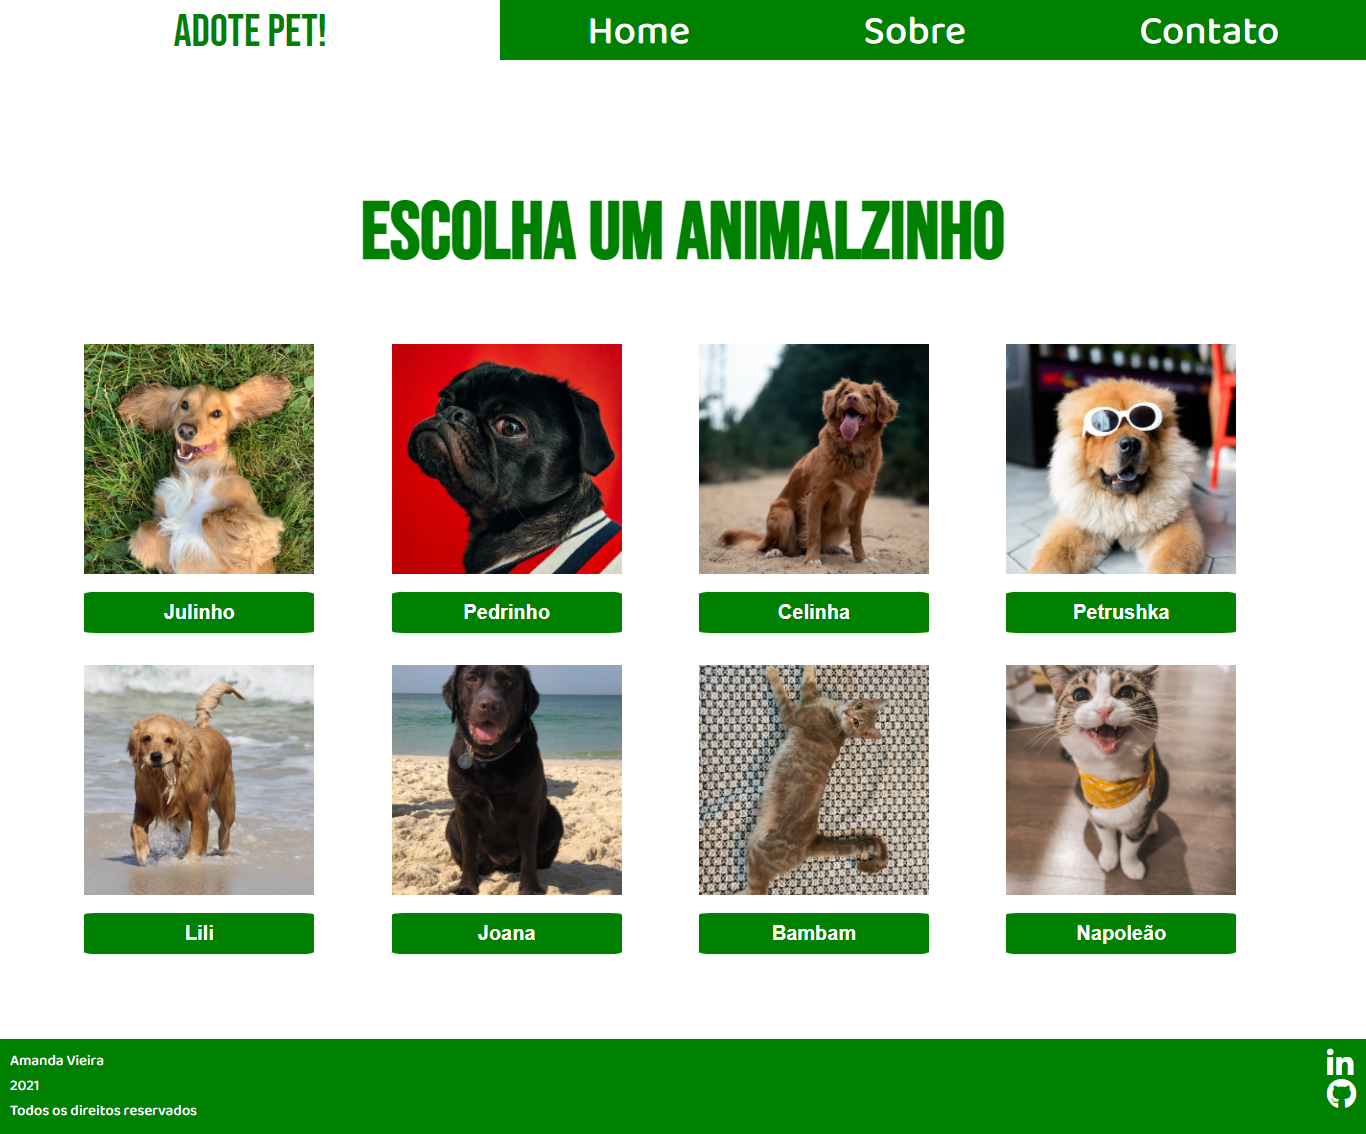 ADOTE PET!
Home
Sobre
Contato
ESCOLHA UM ANIMALZINHO
Julinho
Pedrinho
Celinha
Petrushka
Lili
Joana
Bambam
Napoleão
Amanda Vieira
2021
Todos os direitos reservados
in